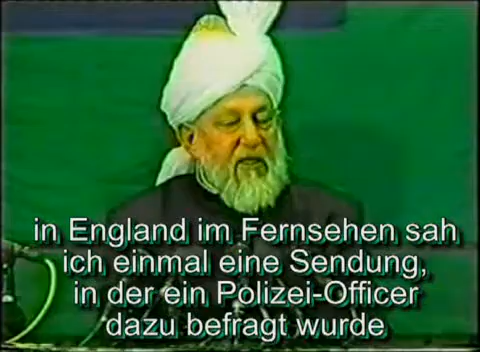 in England im Fernsehen sah
ich einmal eine Sendung,
in der ein Polizei-Officer
dazu befragt wurde